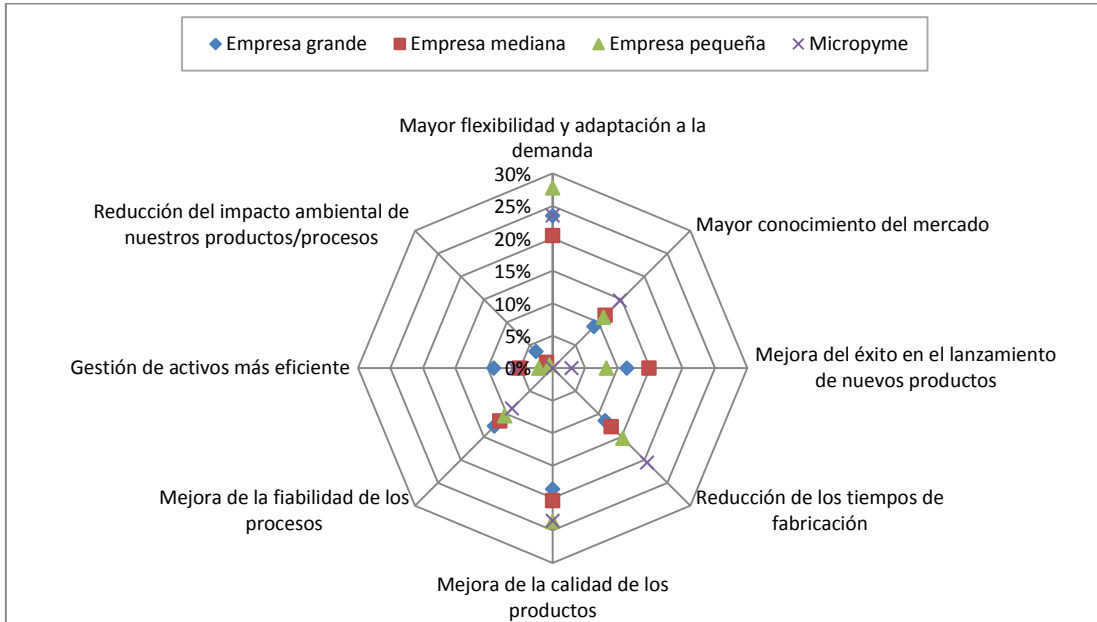 Empresa grande Empresa mediana Empresa pequeña Micropyme
Mayor flexibilidad y adaptación a la
demanda
30%
25%
20%
15%
10%
5%
0%
Mayor conocimiento del mercado
Mejora del éxito en el lanzamiento
de nuevos productos
Reducción de los tiempos de
fabricación
Mejora de la calidad de los
productos
Mejora de la fiabilidad de los
procesos
Gestión de activos más eficiente
Reducción del impacto ambiental de
nuestros productos/procesos